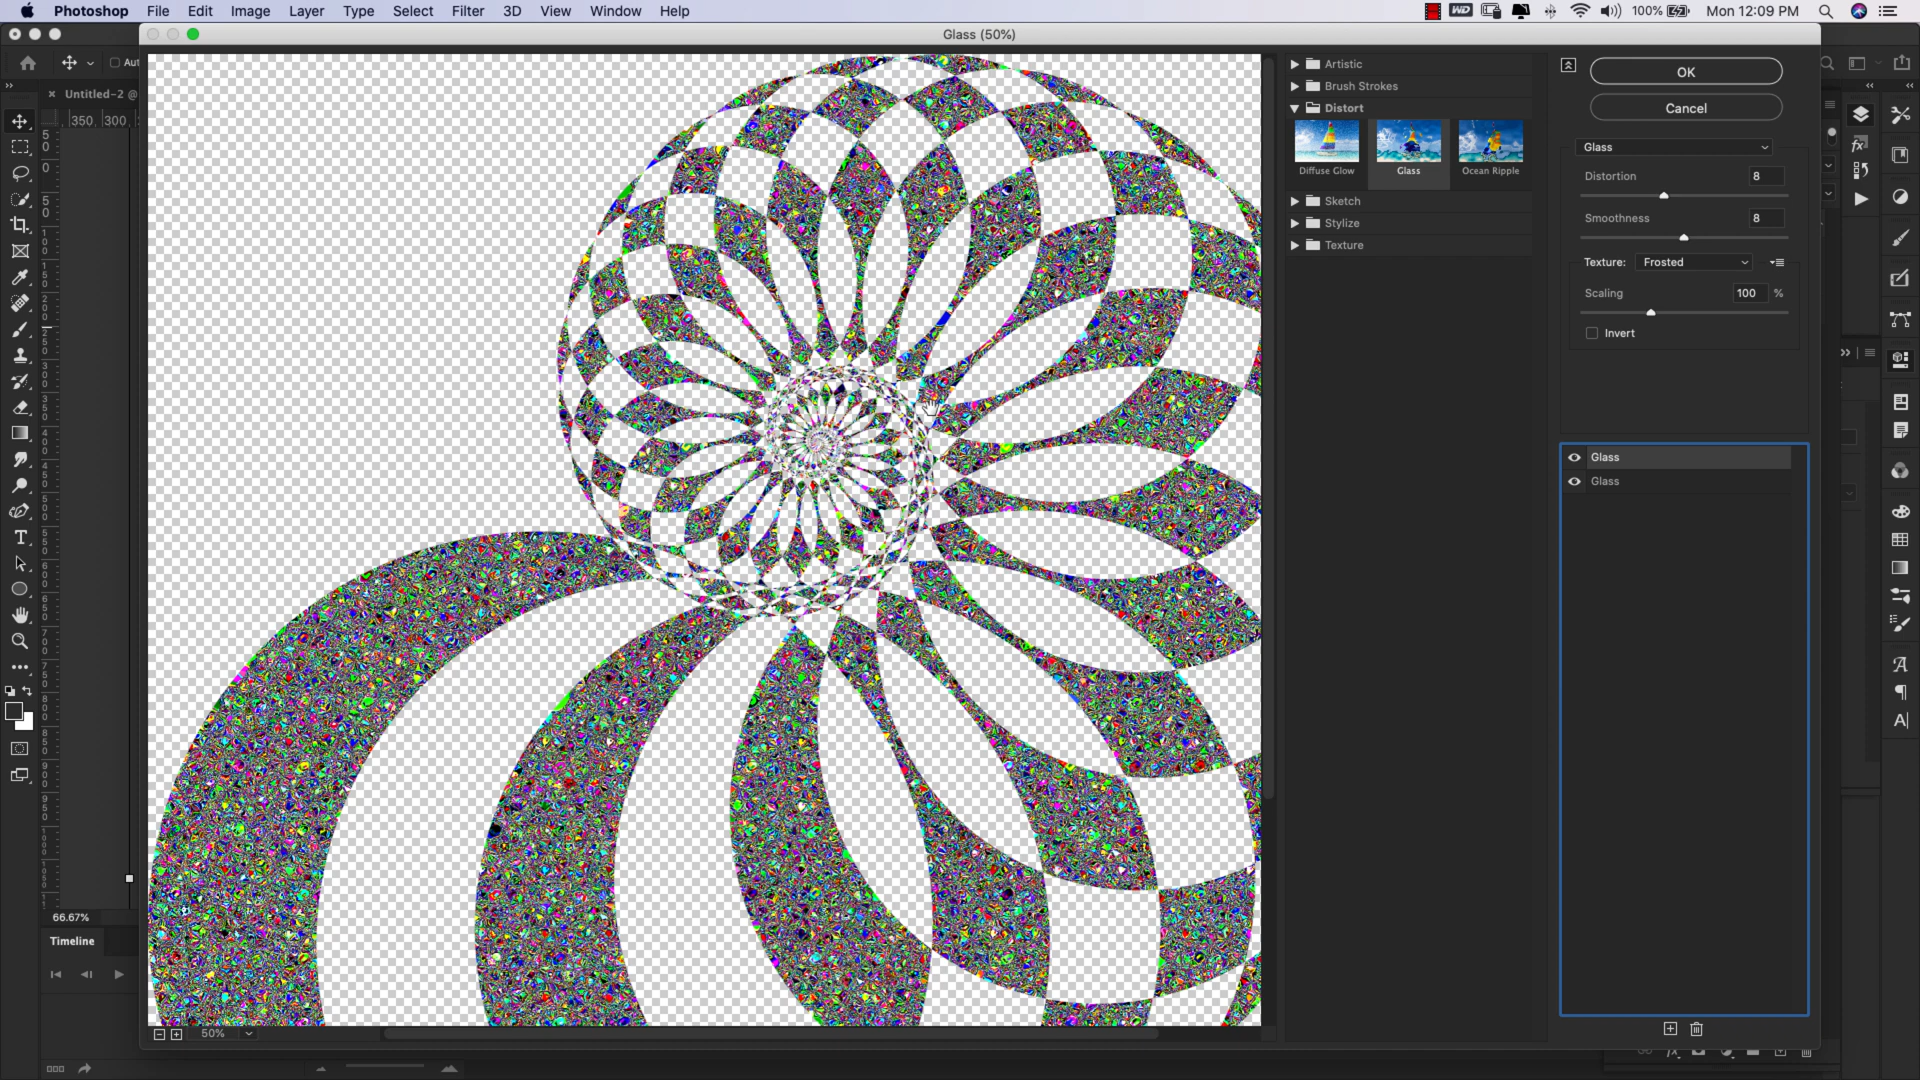 Photoshop File Edit Image Layer Type Select Filter 3D View Window Help
WD 100% Mon 12:09 PM
Glass (50%)
Untitled-2 @
350 300
Artistic
Brush Strokes
Distort
Diffuse Glow Glass Ocean Ripple
Sketch
Stylize
Texture
OK
Cancel
Glass
Distortion 8
Smoothness 8
Texture: Frosted
Scaling 100 %
Invert
Glass
Glass
66.67%
Timeline
50%